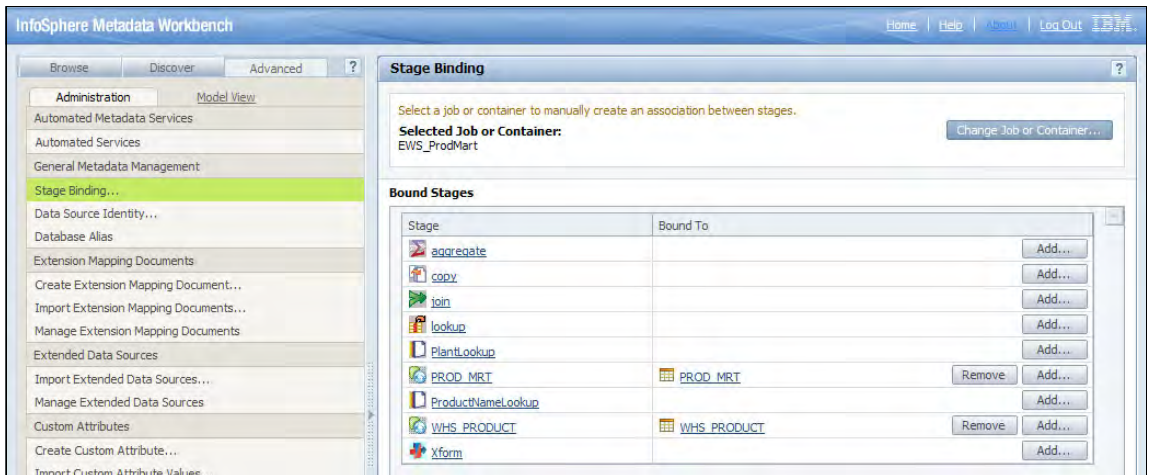 InfoSphere Metadata Workbench
Home | Help | About | Log Out IBM.
Browse Discover Advanced ?
Administration Model View
Automated Metadata Services
Automated Services
General Metadata Management
Stage Binding...
Data Source Identity...
Database Alias
Extension Mapping Documents
Create Extension Mapping Document...
Import Extension Mapping Documents...
Manage Extension Mapping Documents
Extended Data Sources
Import Extended Data Sources...
Manage Extended Data Sources
Custom Attributes
Create Custom Attribute...
Import Custom Attribute Values
Stage Binding ?
Select a job or container to manually create an association between stages.
Selected Job or Container:
EWS_ProdMart
Change Job or Container...
Bound Stages
Stage Bound To
aggregate Add...
copy Add...
join Add...
lookup Add...
PlantLookup Add...
PROD_MRT PROD_MRT Remove Add...
ProductNameLookup Add...
WHS_PRODUCT WHS_PRODUCT Remove Add...
Xform Add...